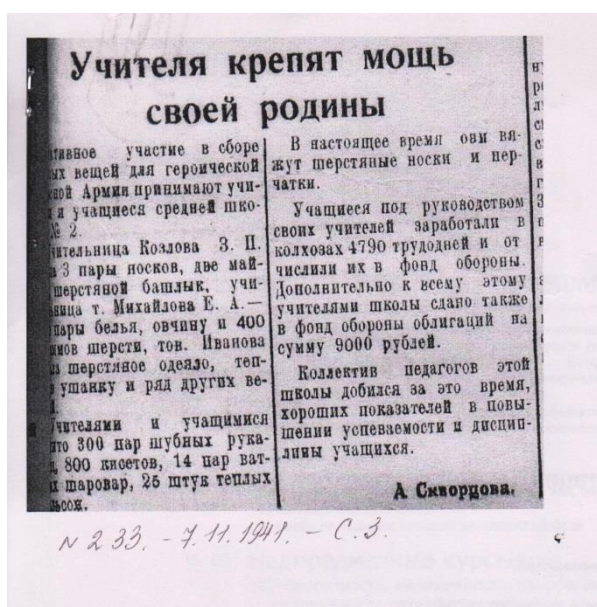 Учителя крепят мощь
своей родины
участие в сборе
вещей для героической
Армии принимают учи-
и учащиеся средней шко-
№ 2.
Козлова З. П.
3 пары носков, две май-
шерстяной башлык, учи-
т. Михайлова Е. А.—
пары белья, овчину и 400
шерсти, тов. Иванова
шерстяное одеяло, теп-
ушанку и ряд других ве-
Учителями и учащимися
300 пар шубных рука-
800 кисетов, 14 пар ват-
шаровар, 25 штук теплых
В настоящее время они вя-
жут шерстяные носки и пер-
чатки.
Учащиеся под руководством
своих учителей заработали в
колхозах 4790 трудодней и от
числили их в фонд обороны.
Дополнительно к всему этому
учителями школы сдано также
в фонд обороны облигаций на
сумму 9000 рублей.
Коллектив педагогов этой
школы добился за это время,
хороших показателей в повы-
шении успеваемости и дисцип-
лины учащихся.
А Скворцова.
N 233. - 7.11.1941. - С. 3.